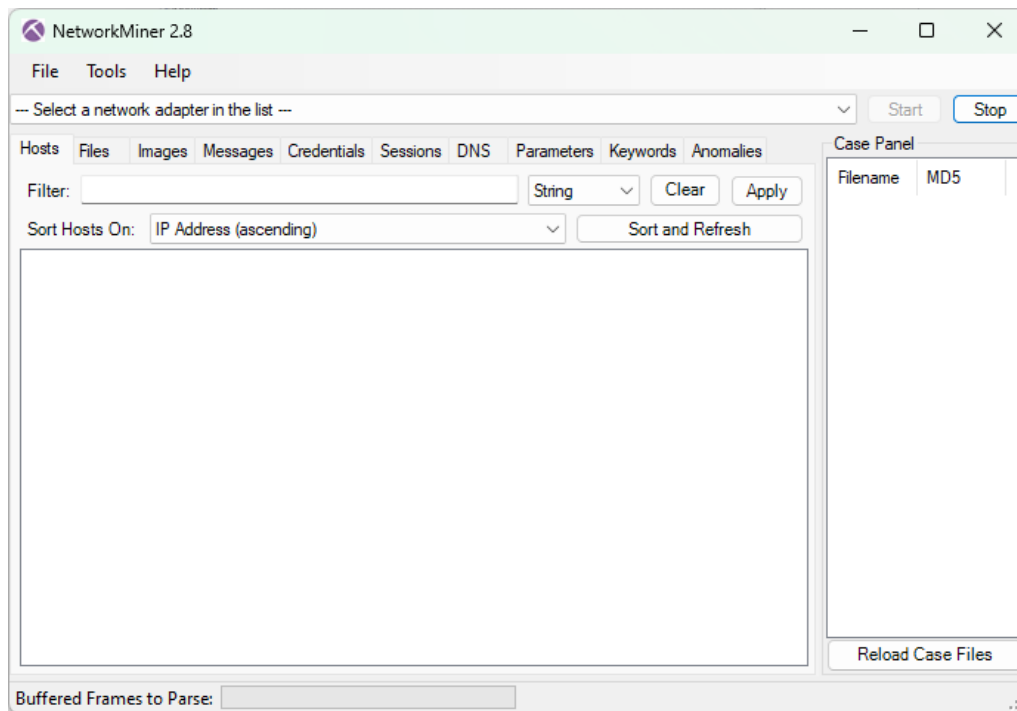 NetworkMiner 2.8
File Tools Help
--- Select a network adapter in the list --- Start Stop
Hosts Files Images Messages Credentials Sessions DNS Parameters Keywords Anomalies
Filter: String Clear Apply
Sort Hosts On: IP Address (ascending) Sort and Refresh
Case Panel
Filename MD5
Reload Case Files
Buffered Frames to Parse: